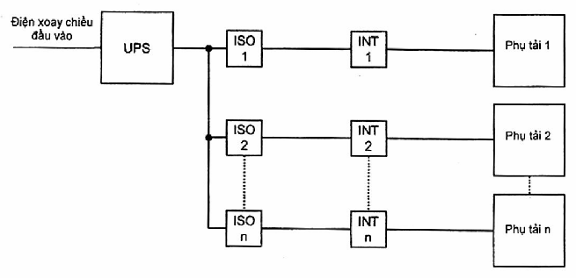 Điện xoay chiều
đầu vào
UPS
ISO
1
INT
1
Phụ tải 1
ISO
2
INT
2
Phụ tải 2
ISO
n
INT
n
Phụ tải n